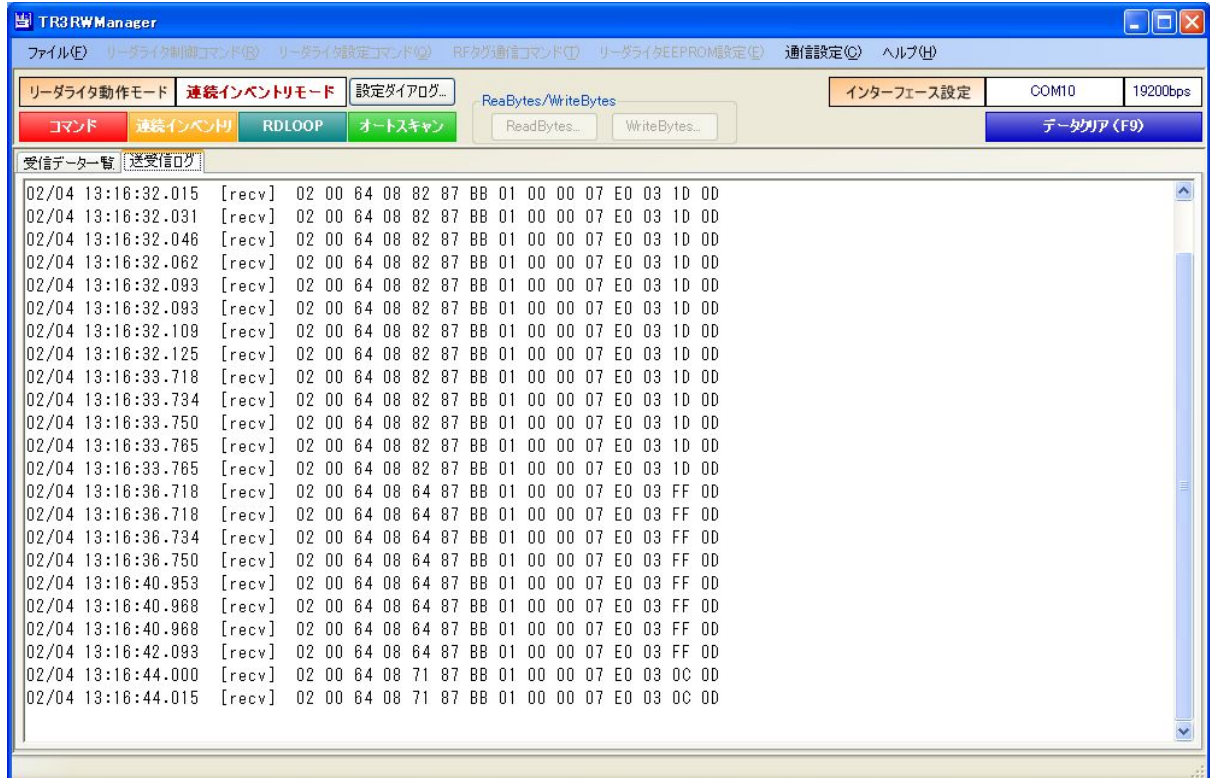 TR3RWManager
ファイル(F) リーダライタ制御コマンド(R) リーダライタ設定コマンド(Q) RFタグ通信コマンド(T) リーダライタEEPROM設定(E) 通信設定(C) ヘルプ(H)
リーダライタ動作モード 連続インベントリモード 設定ダイアログ... ReaBytes/WriteBytes インターフェース設定 COM10 19200bps
コマンド 連続インベントリ RDLOOP オートスキャン ReadBytes... WriteBytes... データクリア(F9)
受信データ一覧 送受信ログ
02/04 13:16:32.015 [recv] 02 00 64 08 82 87 BB 01 00 00 07 E0 03 1D 0D
02/04 13:16:32.031 [recv] 02 00 64 08 82 87 BB 01 00 00 07 E0 03 1D 0D
02/04 13:16:32.046 [recv] 02 00 64 08 82 87 BB 01 00 00 07 E0 03 1D 0D
02/04 13:16:32.062 [recv] 02 00 64 08 82 87 BB 01 00 00 07 E0 03 1D 0D
02/04 13:16:32.093 [recv] 02 00 64 08 82 87 BB 01 00 00 07 E0 03 1D 0D
02/04 13:16:32.093 [recv] 02 00 64 08 82 87 BB 01 00 00 07 E0 03 1D 0D
02/04 13:16:32.109 [recv] 02 00 64 08 82 87 BB 01 00 00 07 E0 03 1D 0D
02/04 13:16:32.125 [recv] 02 00 64 08 82 87 BB 01 00 00 07 E0 03 1D 0D
02/04 13:16:33.718 [recv] 02 00 64 08 82 87 BB 01 00 00 07 E0 03 1D 0D
02/04 13:16:33.734 [recv] 02 00 64 08 82 87 BB 01 00 00 07 E0 03 1D 0D
02/04 13:16:33.750 [recv] 02 00 64 08 82 87 BB 01 00 00 07 E0 03 1D 0D
02/04 13:16:33.765 [recv] 02 00 64 08 82 87 BB 01 00 00 07 E0 03 1D 0D
02/04 13:16:33.765 [recv] 02 00 64 08 82 87 BB 01 00 00 07 E0 03 1D 0D
02/04 13:16:36.718 [recv] 02 00 64 08 64 87 BB 01 00 00 07 E0 03 FF 0D
02/04 13:16:36.718 [recv] 02 00 64 08 64 87 BB 01 00 00 07 E0 03 FF 0D
02/04 13:16:36.734 [recv] 02 00 64 08 64 87 BB 01 00 00 07 E0 03 FF 0D
02/04 13:16:36.750 [recv] 02 00 64 08 64 87 BB 01 00 00 07 E0 03 FF 0D
02/04 13:16:40.953 [recv] 02 00 64 08 64 87 BB 01 00 00 07 E0 03 FF 0D
02/04 13:16:40.968 [recv] 02 00 64 08 64 87 BB 01 00 00 07 E0 03 FF 0D
02/04 13:16:40.968 [recv] 02 00 64 08 64 87 BB 01 00 00 07 E0 03 FF 0D
02/04 13:16:42.093 [recv] 02 00 64 08 64 87 BB 01 00 00 07 E0 03 FF 0D
02/04 13:16:44.000 [recv] 02 00 64 08 71 87 BB 01 00 00 07 E0 03 0C 0D
02/04 13:16:44.015 [recv] 02 00 64 08 71 87 BB 01 00 00 07 E0 03 0C 0D